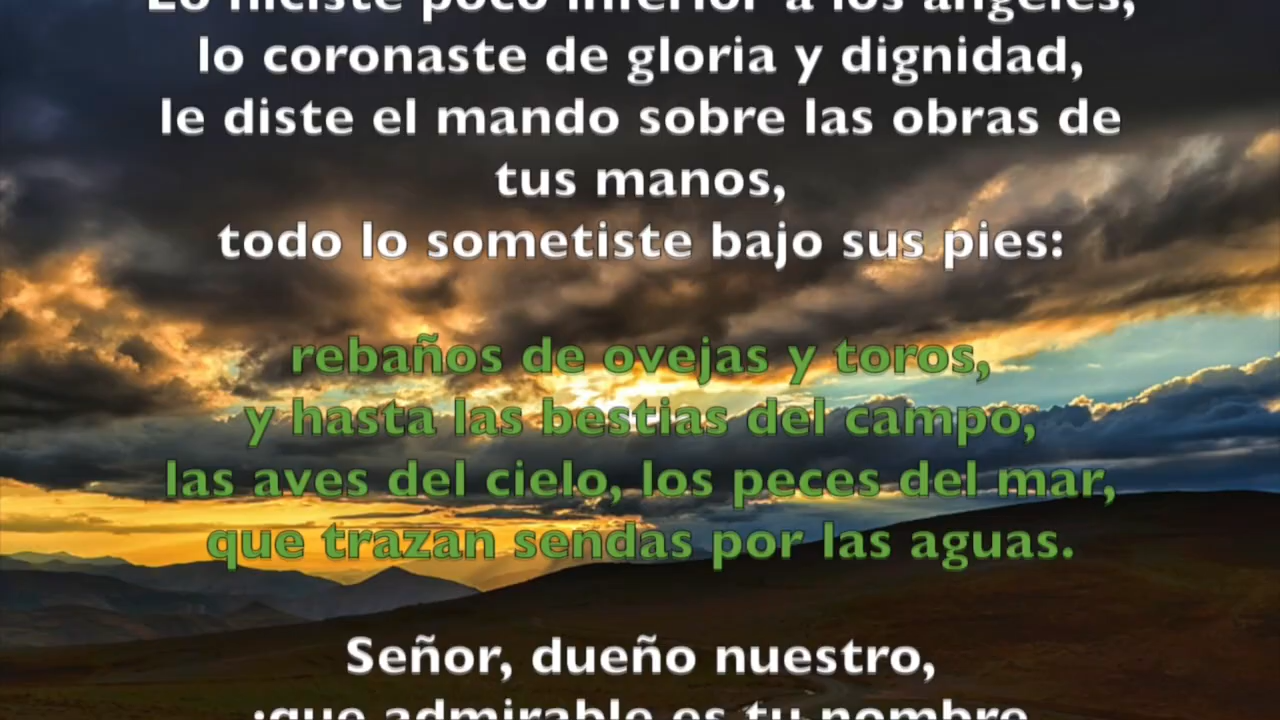 Lo hiciste poco inferior a los ángeles,
lo coronaste de gloria y dignidad,
le diste el mando sobre las obras de
tus manos,
todo lo sometiste bajo sus pies:
rebaños de ovejas y toros,
y hasta las bestias del campo,
las aves del cielo, los peces del mar,
que trazan sendas por las aguas.
Señor, dueño nuestro,
¡que admirable es tu nombre